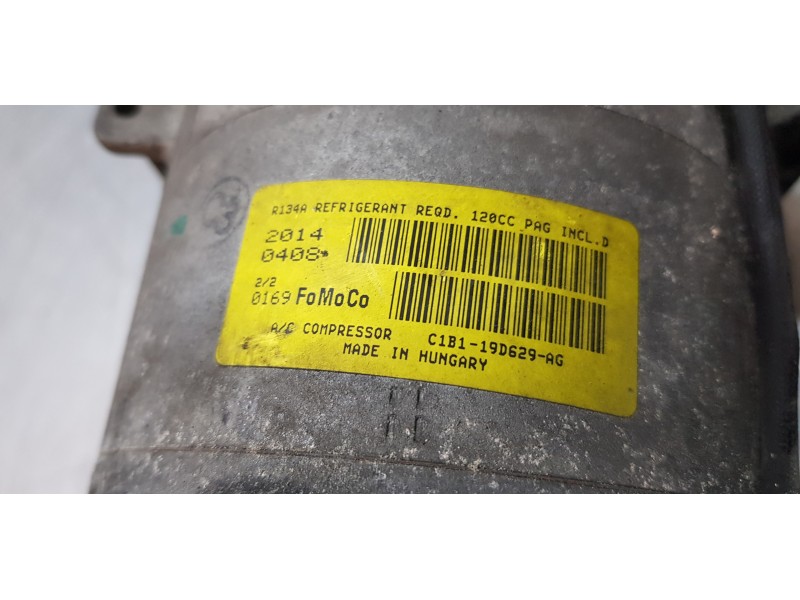 R134A REFRIGERANT REQD. 120CC PAG INCL.D
2014
0408*
2/2
0169 FoMoCo
A/C COMPRESSOR C1B1-19D629-AG
MADE IN HUNGARY